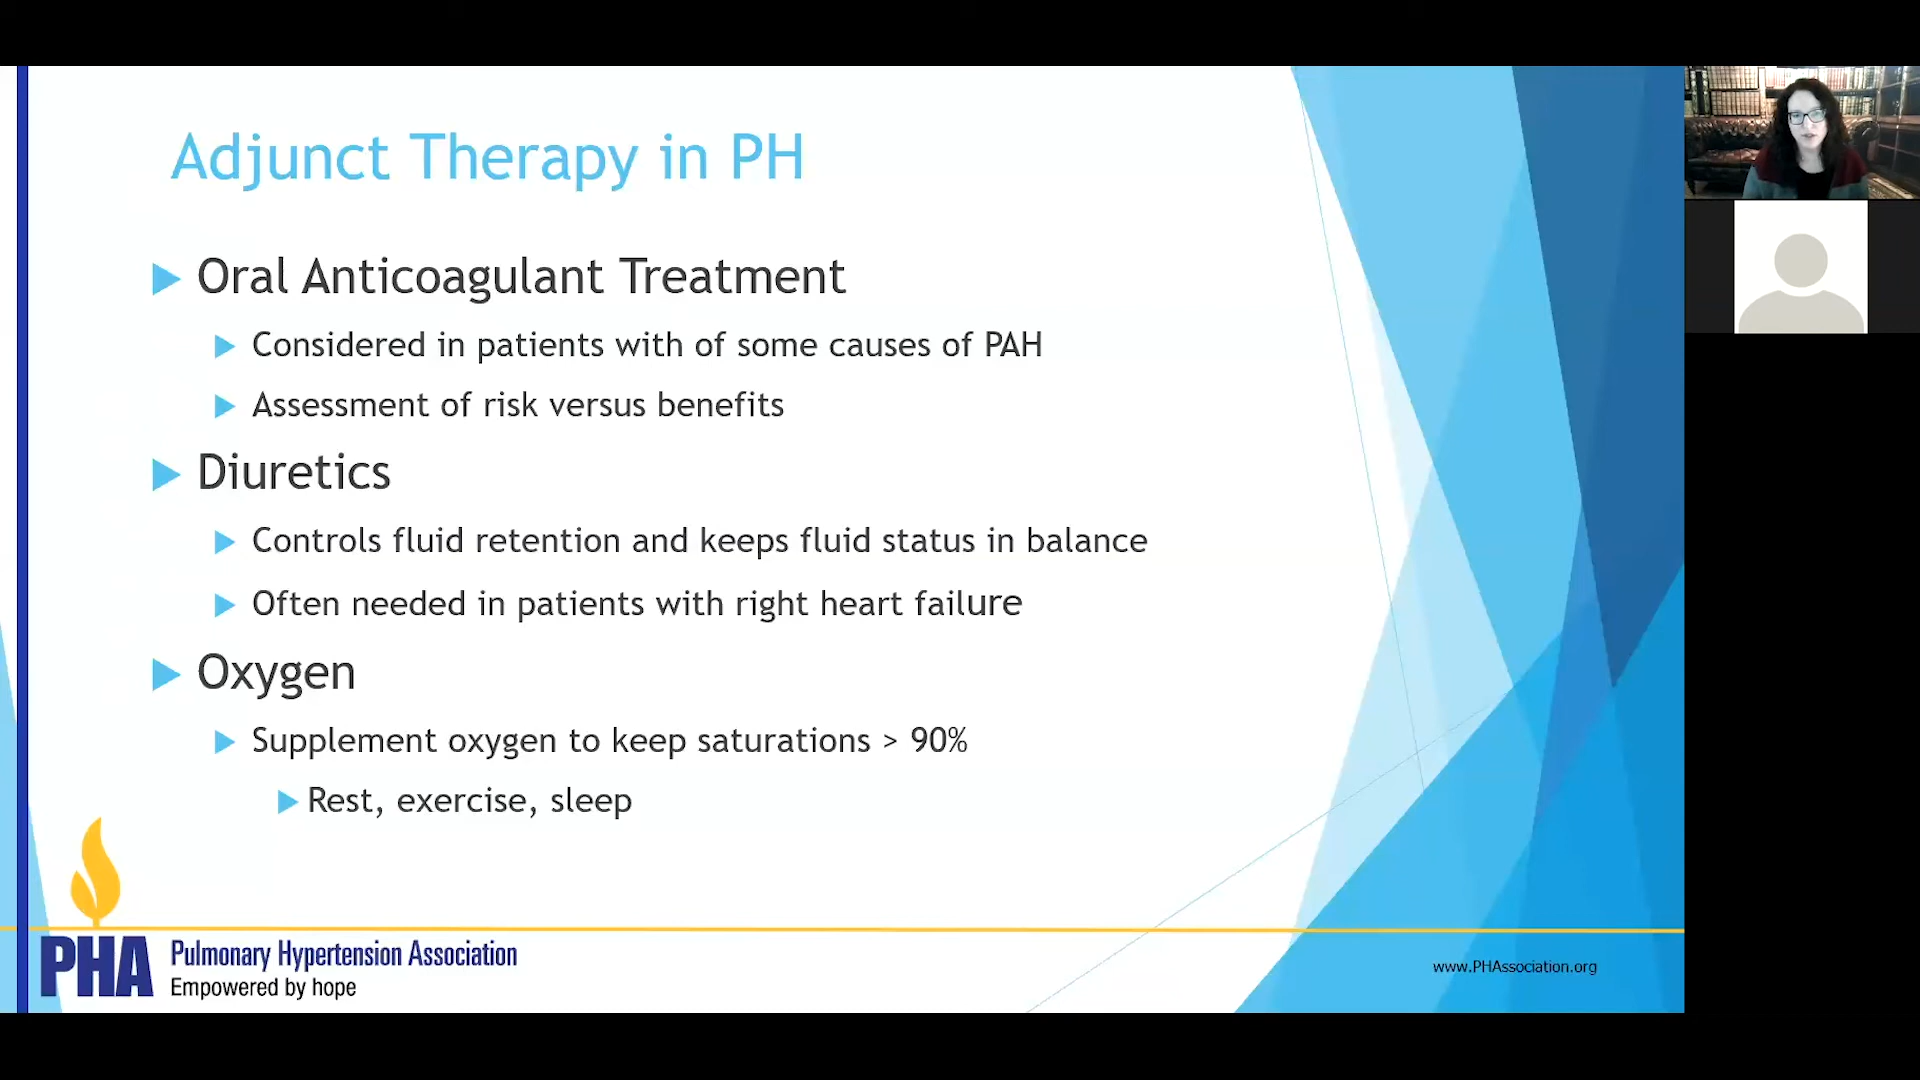 Adjunct Therapy in PH
Oral Anticoagulant Treatment
Considered in patients with of some causes of PAH
Assessment of risk versus benefits
Diuretics
Controls fluid retention and keeps fluid status in balance
Often needed in patients with right heart failure
Oxygen
Supplement oxygen to keep saturations > 90%
Rest, exercise, sleep
PHA
Pulmonary Hypertension Association
Empowered by hope
www.PHAssociation.org